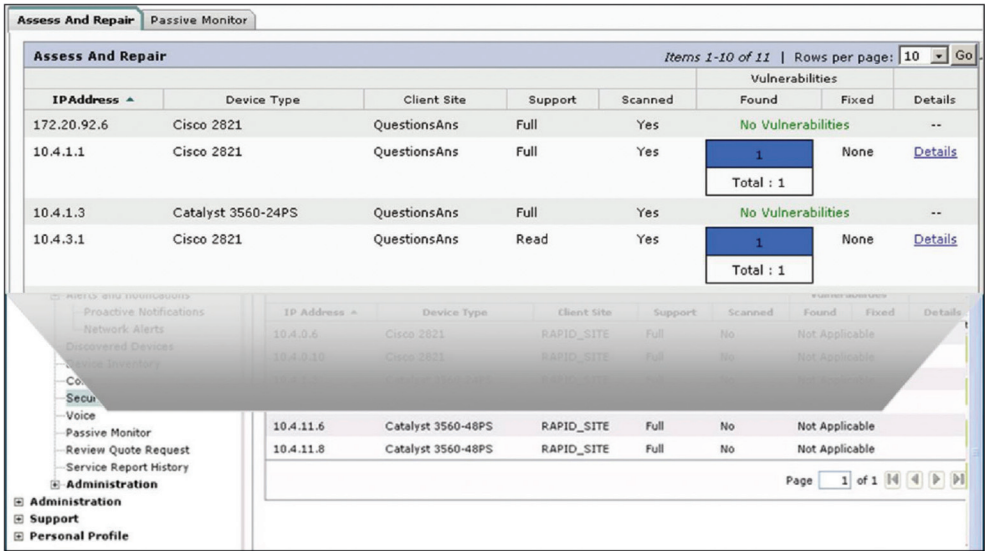 Assess And Repair Passive Monitor
Assess And Repair Items 1-10 of 11 | Rows per page: 10 Go
Vulnerabilities
IPAddress Device Type Client Site Support Scanned Found Fixed Details
172.20.92.6 Cisco 2821 QuestionsAns Full Yes No Vulnerabilities --
10.4.1.1 Cisco 2821 QuestionsAns Full Yes 1 None Details
Total : 1
10.4.1.3 Catalyst 3560-24PS QuestionsAns Full Yes No Vulnerabilities --
10.4.3.1 Cisco 2821 QuestionsAns Read Yes 1 None Details
Total : 1
Alerts and Notifications
Proactive Notifications IP Address Device Type Client Site Support Scanned Found Fixed Details
Network Alerts 10.4.0.6 Cisco 2821 RAPID_SITE Full No Not Applicable
Discovered Devices
Device Inventory 10.4.9.10 Cisco 2821 RAPID_SITE Full No Not Applicable
Voice
Passive Monitor 10.4.11.6 Catalyst 3560-48PS RAPID_SITE Full No Not Applicable
Review Quote Request 10.4.11.8 Catalyst 3560-48PS RAPID_SITE Full No Not Applicable
Service Report History
Administration Page 1 of 1
Administration
Support
Personal Profile